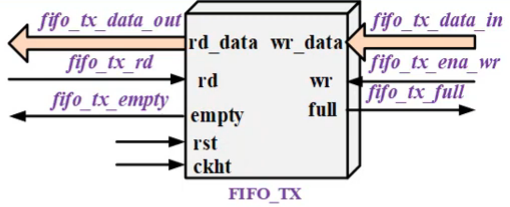 fifo_tx_data_out
fifo_tx_data_in
rd_data
wr_data
fifo_tx_rd
fifo_tx_ena_wr
rd
wr
fifo_tx_empty
fifo_tx_full
empty
full
rst
ckht
FIFO_TX